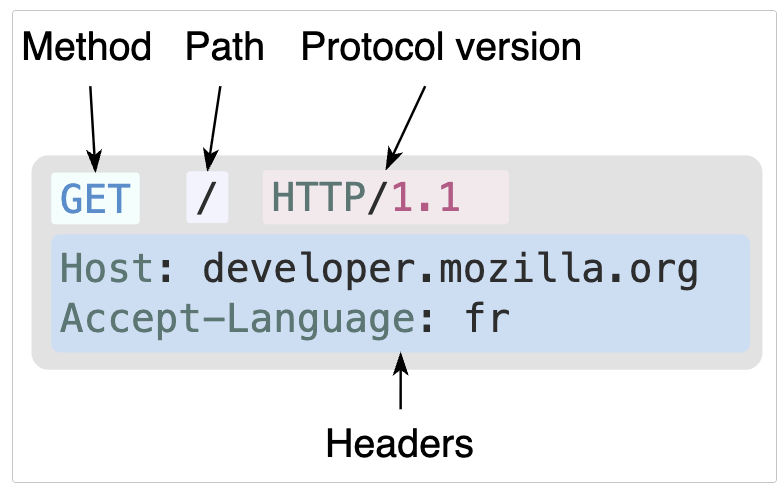 Method Path Protocol version
GET / HTTP/1.1
Host: developer.mozilla.org
Accept-Language: fr
Headers